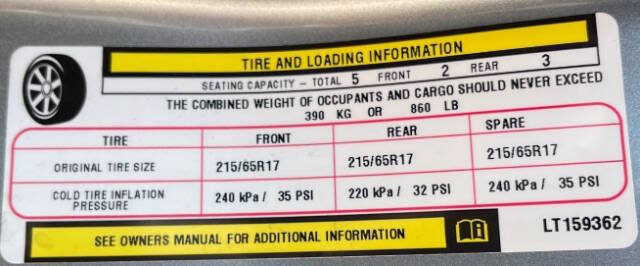 TIRE AND LOADING INFORMATION
SEATING CAPACITY – TOTAL 5 FRONT 2 REAR 3
THE COMBINED WEIGHT OF OCCUPANTS AND CARGO SHOULD NEVER EXCEED
390 KG OR 860 LB
TIRE FRONT REAR SPARE
ORIGINAL TIRE SIZE 215/65R17 215/65R17 215/65R17
COLD TIRE INFLATION
PRESSURE 240 kPa / 35 PSI 220 kPa / 32 PSI 240 kPa / 35 PSI
SEE OWNERS MANUAL FOR ADDITIONAL INFORMATION
LT159362